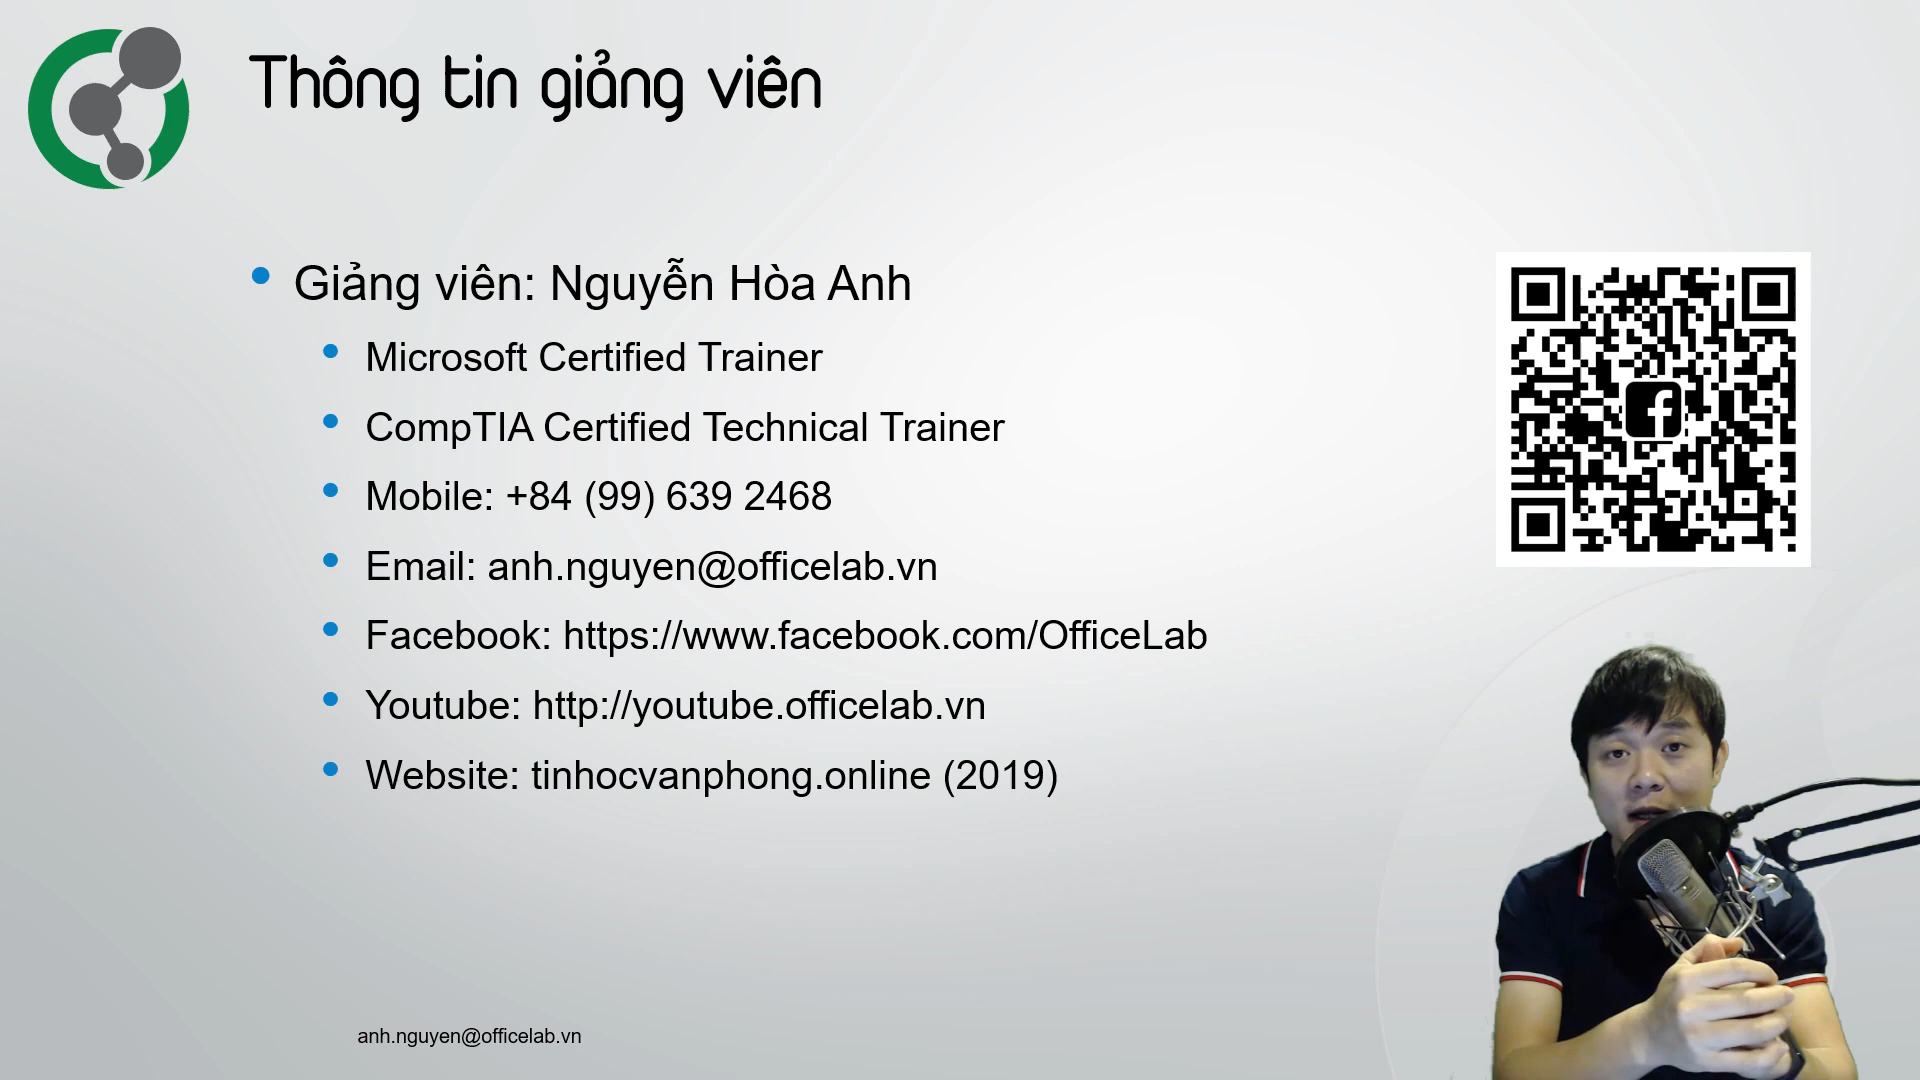 Thông tin giảng viên
Giảng viên: Nguyễn Hòa Anh
Microsoft Certified Trainer
CompTIA Certified Technical Trainer
Mobile: +84 (99) 639 2468
Email: anh.nguyen@officelab.vn
Facebook: https://www.facebook.com/OfficeLab
Youtube: http://youtube.officelab.vn
Website: tinhocvanphong.online (2019)
anh.nguyen@officelab.vn